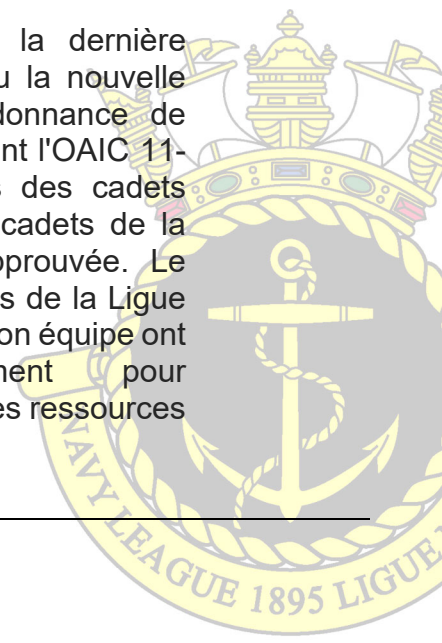 la dernière
la nouvelle
donnance de
nt l'OAIC 11-
des cadets
cadets de la
prouvée. Le
s de la Ligue
on équipe ont
ment pour
es ressources
NAVY LEAGUE 1895 LIGUE